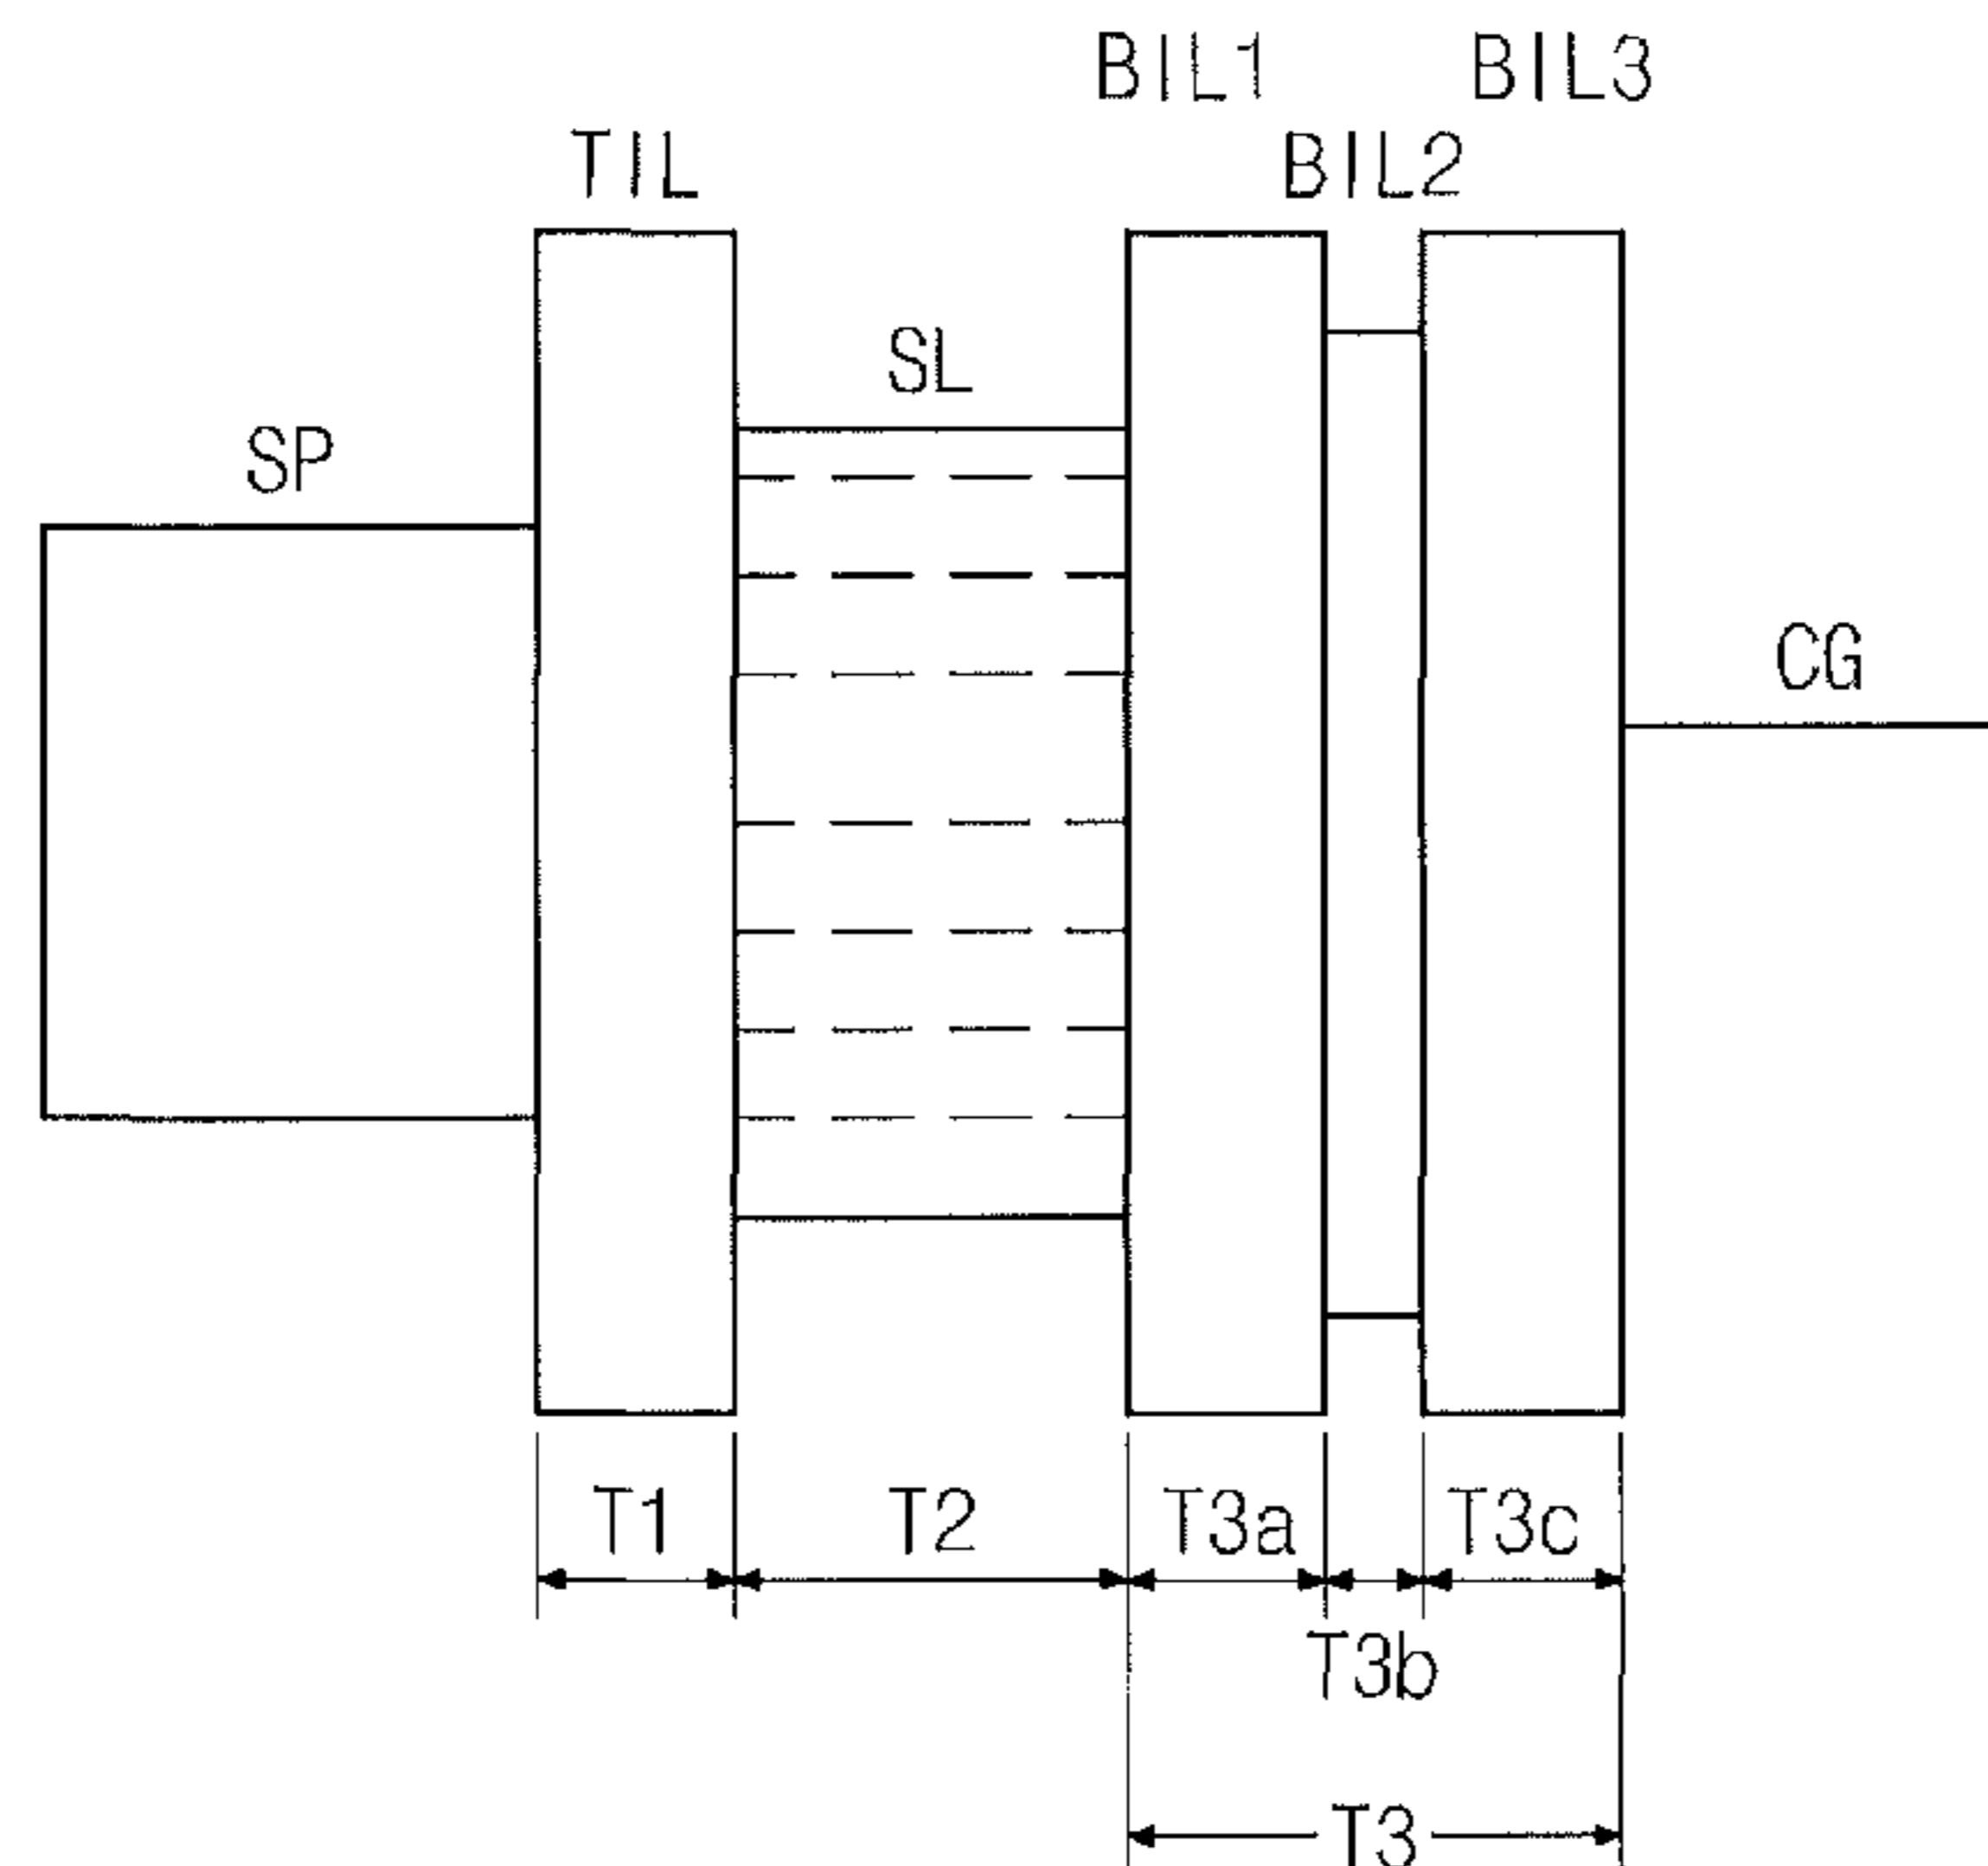 BIL1 BIL3
TIL BIL2
SL
SP
CG
T1 T2 T3a T3c
T3b
T3